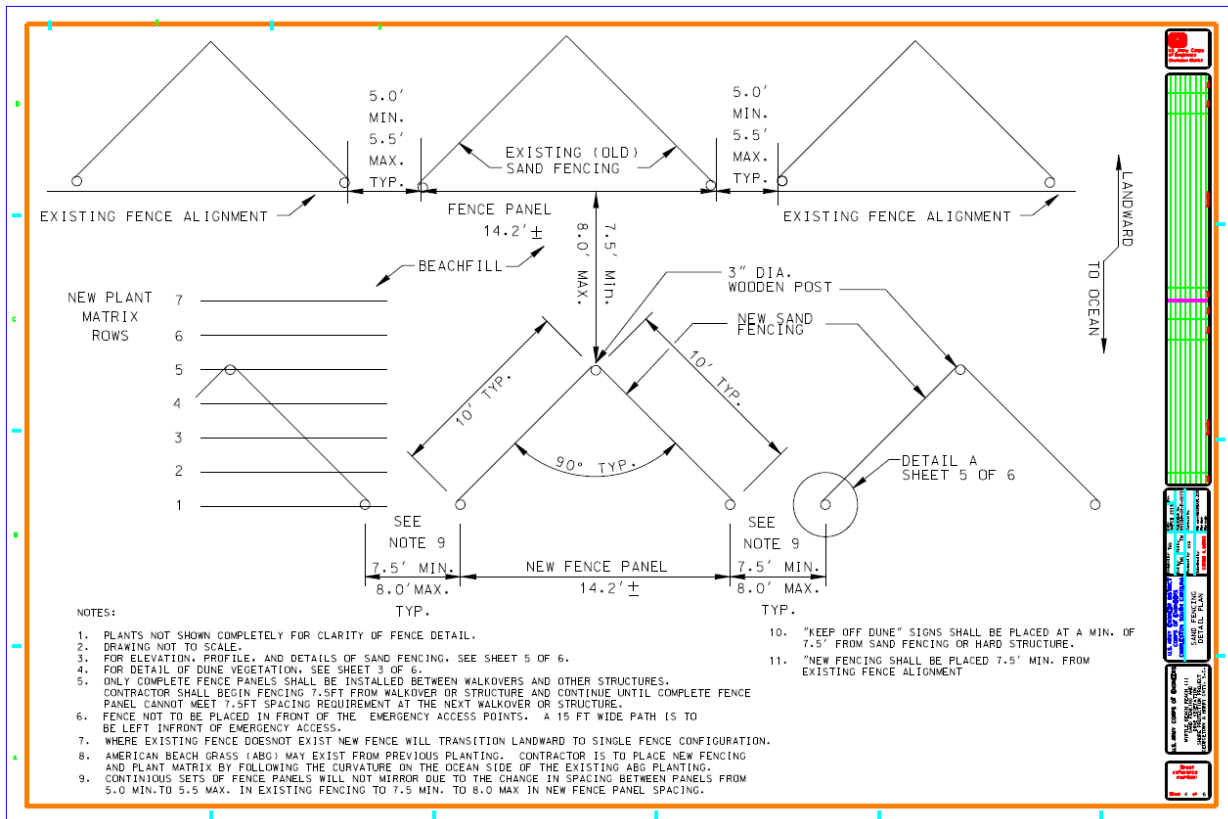 5.0'
MIN.
5.5'
MAX.
TYP.
5.0'
MIN.
5.5'
MAX.
TYP.
EXISTING (OLD)
SAND FENCING
EXISTING FENCE ALIGNMENT
FENCE PANEL
14.2' ±
EXISTING FENCE ALIGNMENT
LANDWARD
TO OCEAN
7.5' Min.
8.0' MAX.
BEACHFILL
3" DIA.
WOODEN POST
NEW PLANT
MATRIX
ROWS
7
6
5
4
3
2
1
NEW SAND
FENCING
10' TYP.
10' TYP.
90° TYP.
DETAIL A
SHEET 5 OF 6
SEE
NOTE 9
7.5' MIN.
8.0'MAX.
TYP.
NEW FENCE PANEL
14.2'±
SEE
NOTE 9
7.5' MIN.
8.0' MAX.
TYP.
NOTES:
1. PLANTS NOT SHOWN COMPLETELY FOR CLARITY OF FENCE DETAIL.
2. DRAWING NOT TO SCALE.
3. FOR ELEVATION, PROFILE, AND DETAILS OF SAND FENCING, SEE SHEET 5 OF 6.
4. FOR DETAIL OF DUNE VEGETATION, SEE SHEET 3 OF 6.
5. ONLY COMPLETE FENCE PANELS SHALL BE INSTALLED BETWEEN WALKOVERS AND OTHER STRUCTURES.
CONTRACTOR SHALL BEGIN FENCING 7.5FT FROM WALKOVER OR STRUCTURE AND CONTINUE UNTIL COMPLETE FENCE
PANEL CANNOT MEET 7.5FT SPACING REQUIREMENT AT THE NEXT WALKOVER OR STRUCTURE.
6. FENCE NOT TO BE PLACED IN FRONT OF THE EMERGENCY ACCESS POINTS. A 15 FT WIDE PATH IS TO
BE LEFT INFRONT OF EMERGENCY ACCESS.
7. WHERE EXISTING FENCE DOESNOT EXIST NEW FENCE WILL TRANSITION LANDWARD TO SINGLE FENCE CONFIGURATION.
8. AMERICAN BEACH GRASS (ABG) MAY EXIST FROM PREVIOUS PLANTING. CONTRACTOR IS TO PLACE NEW FENCING
AND PLANT MATRIX BY FOLLOWING THE CURVATURE ON THE OCEAN SIDE OF THE EXISTING ABG PLANTING.
9. CONTINIOUS SETS OF FENCE PANELS WILL NOT MIRROR DUE TO THE CHANGE IN SPACING BETWEEN PANELS FROM
5.0 MIN.TO 5.5 MAX. IN EXISTING FENCING TO 7.5 MIN. TO 8.0 MAX IN NEW FENCE PANEL SPACING.
10. "KEEP OFF DUNE" SIGNS SHALL BE PLACED AT A MIN. OF
7.5' FROM SAND FENCING OR HARD STRUCTURE.
11. "NEW FENCING SHALL BE PLACED 7.5' MIN. FROM
EXISTING FENCE ALIGNMENT
U.S. Army Corps
of Engineers
SAND FENCING
DETAIL PLAN
U.S. ARMY CORPS OF ENGINEERS
Sheet
reference
number:
Sheet 4 of 6